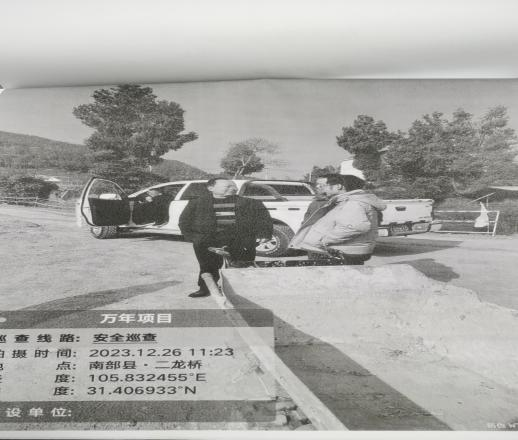 万年项目
巡查线路: 安全巡查
拍摄时间: 2023.12.26 11:23
地 点: 南部县·二龙桥
经 度: 105.832455°E
纬 度: 31.406933°N
设单位: